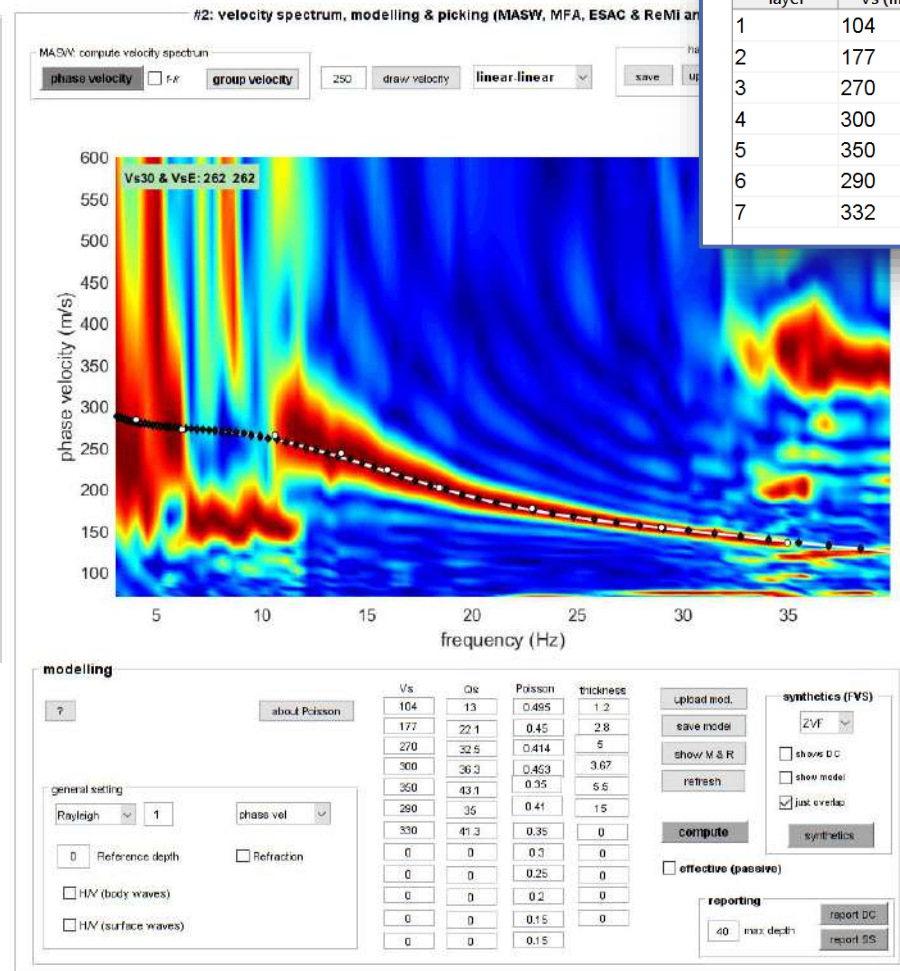 #2: velocity spectrum, modelling & picking (MASW, MFA, ESAC & ReMi an
layer
1 104
2 177
3 270
4 300
5 350
6 290
7 332
MASW: compute velocity spectrum
phase velocity f-k group velocity 250 draw velocity linear-linear save up
Vs30 & VsE: 262 262
phase velocity (m/s)
600
550
500
450
400
350
300
250
200
150
100
5 10 15 20 25 30 35
frequency (Hz)
modelling
? about Poisson
Vs Qs Poisson thickness
104 13 0.495 1.2
177 22.1 0.45 2.8
270 32.5 0.414 5
300 36.3 0.453 3.67
350 43.1 0.35 5.5
290 35 0.41 15
330 41.3 0.35 0
0 0 0.3 0
0 0 0.25 0
0 0 0.2 0
0 0 0.15 0
0 0 0.15
general setting
Rayleigh 1 phase vel
0 Reference depth Refraction
H/V (body waves)
H/V (surface waves)
upload mod.
save model
show M & R
refresh
compute
effective (passive)
synthetics (FVS)
ZVF
shows DC
show model
just overlap
synthetics
reporting
40 max depth
report DC
report SS